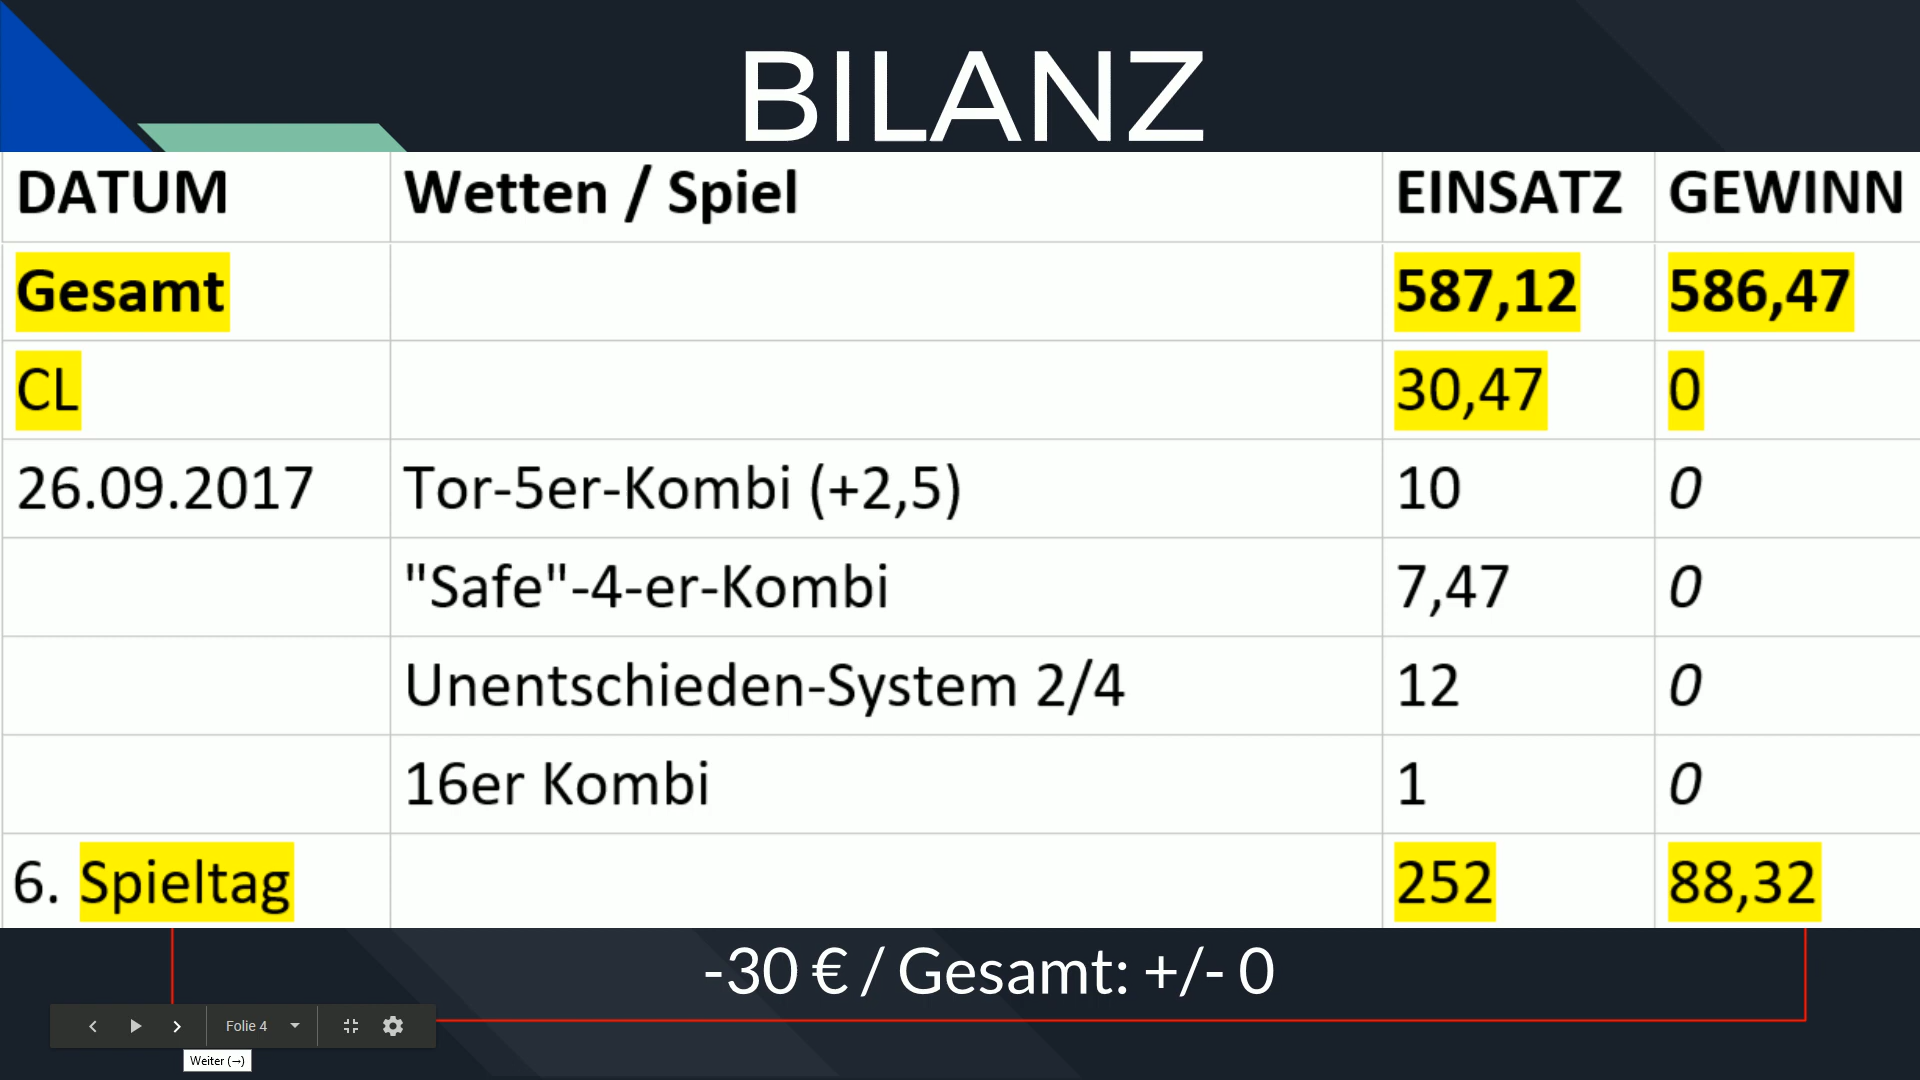 BILANZ
DATUM Wetten / Spiel EINSATZ GEWINN
Gesamt 587,12 586,47
CL 30,47 0
26.09.2017 Tor-5er-Kombi (+2,5) 10 0
"Safe"-4-er-Kombi 7,47 0
Unentschieden-System 2/4 12 0
16er Kombi 1 0
6. Spieltag 252 88,32
-30 € / Gesamt: +/- 0
Folie 4
Weiter (→)